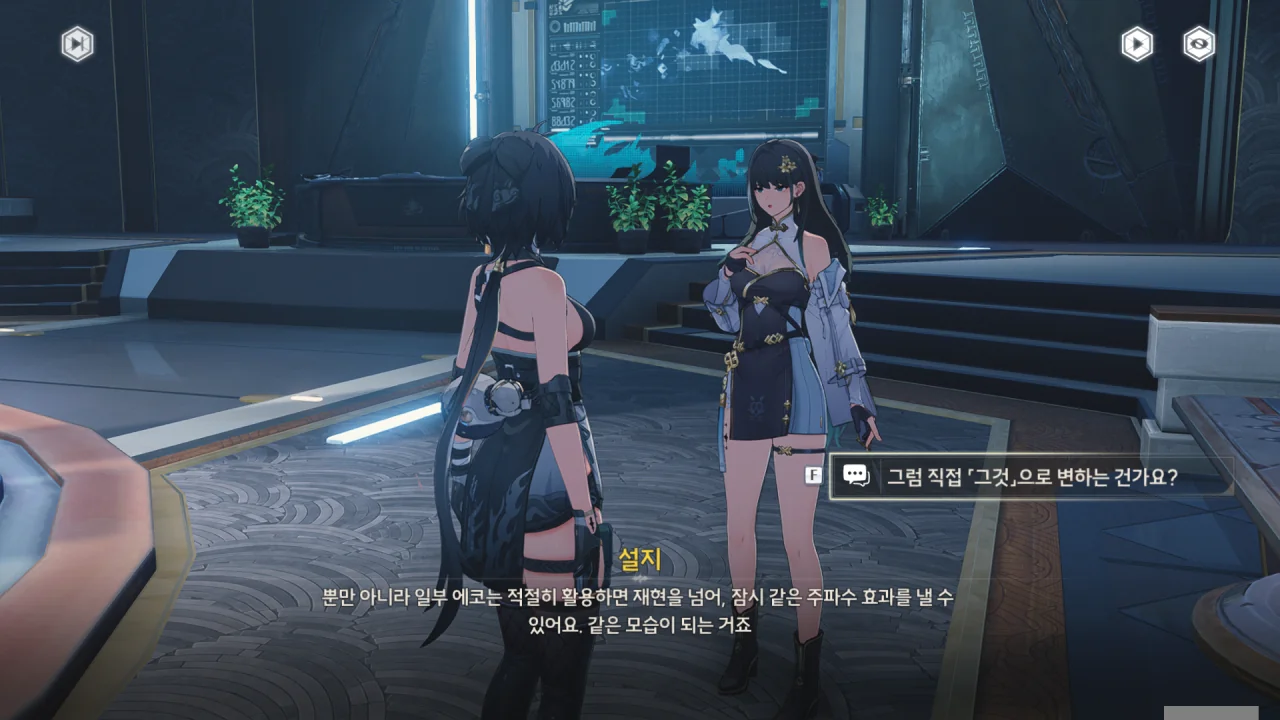 F
그럼 직접 「그것」으로 변하는 건가요?
설지
뿐만 아니라 일부 에코는 적절히 활용하면 재현을 넘어, 잠시 같은 주파수 효과를 낼 수
있어요. 같은 모습이 되는 거죠